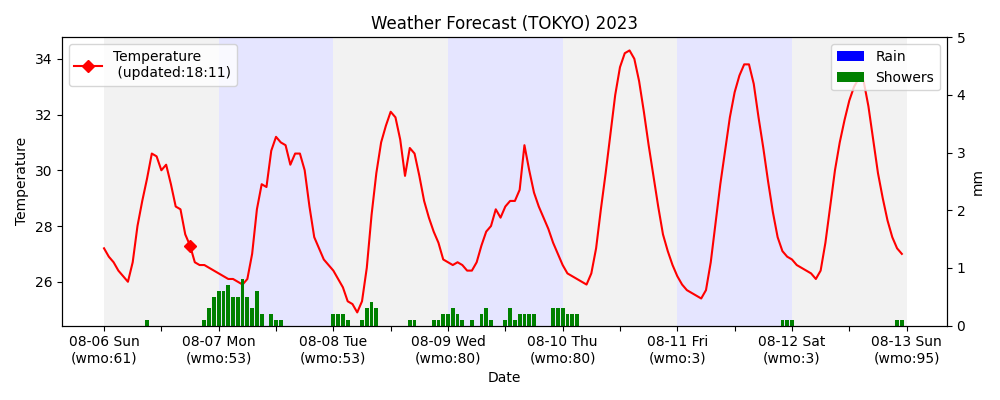 Weather Forecast (TOKYO) 2023
Temperature
(updated:18:11)
Rain
Showers
34
32
30
28
26
Temperature
5
4
3
2
1
0
mm
08-06 Sun
(wmo:61)
08-07 Mon
(wmo:53)
08-08 Tue
(wmo:53)
08-09 Wed
(wmo:80)
08-10 Thu
(wmo:80)
08-11 Fri
(wmo:3)
08-12 Sat
(wmo:3)
08-13 Sun
(wmo:95)
Date